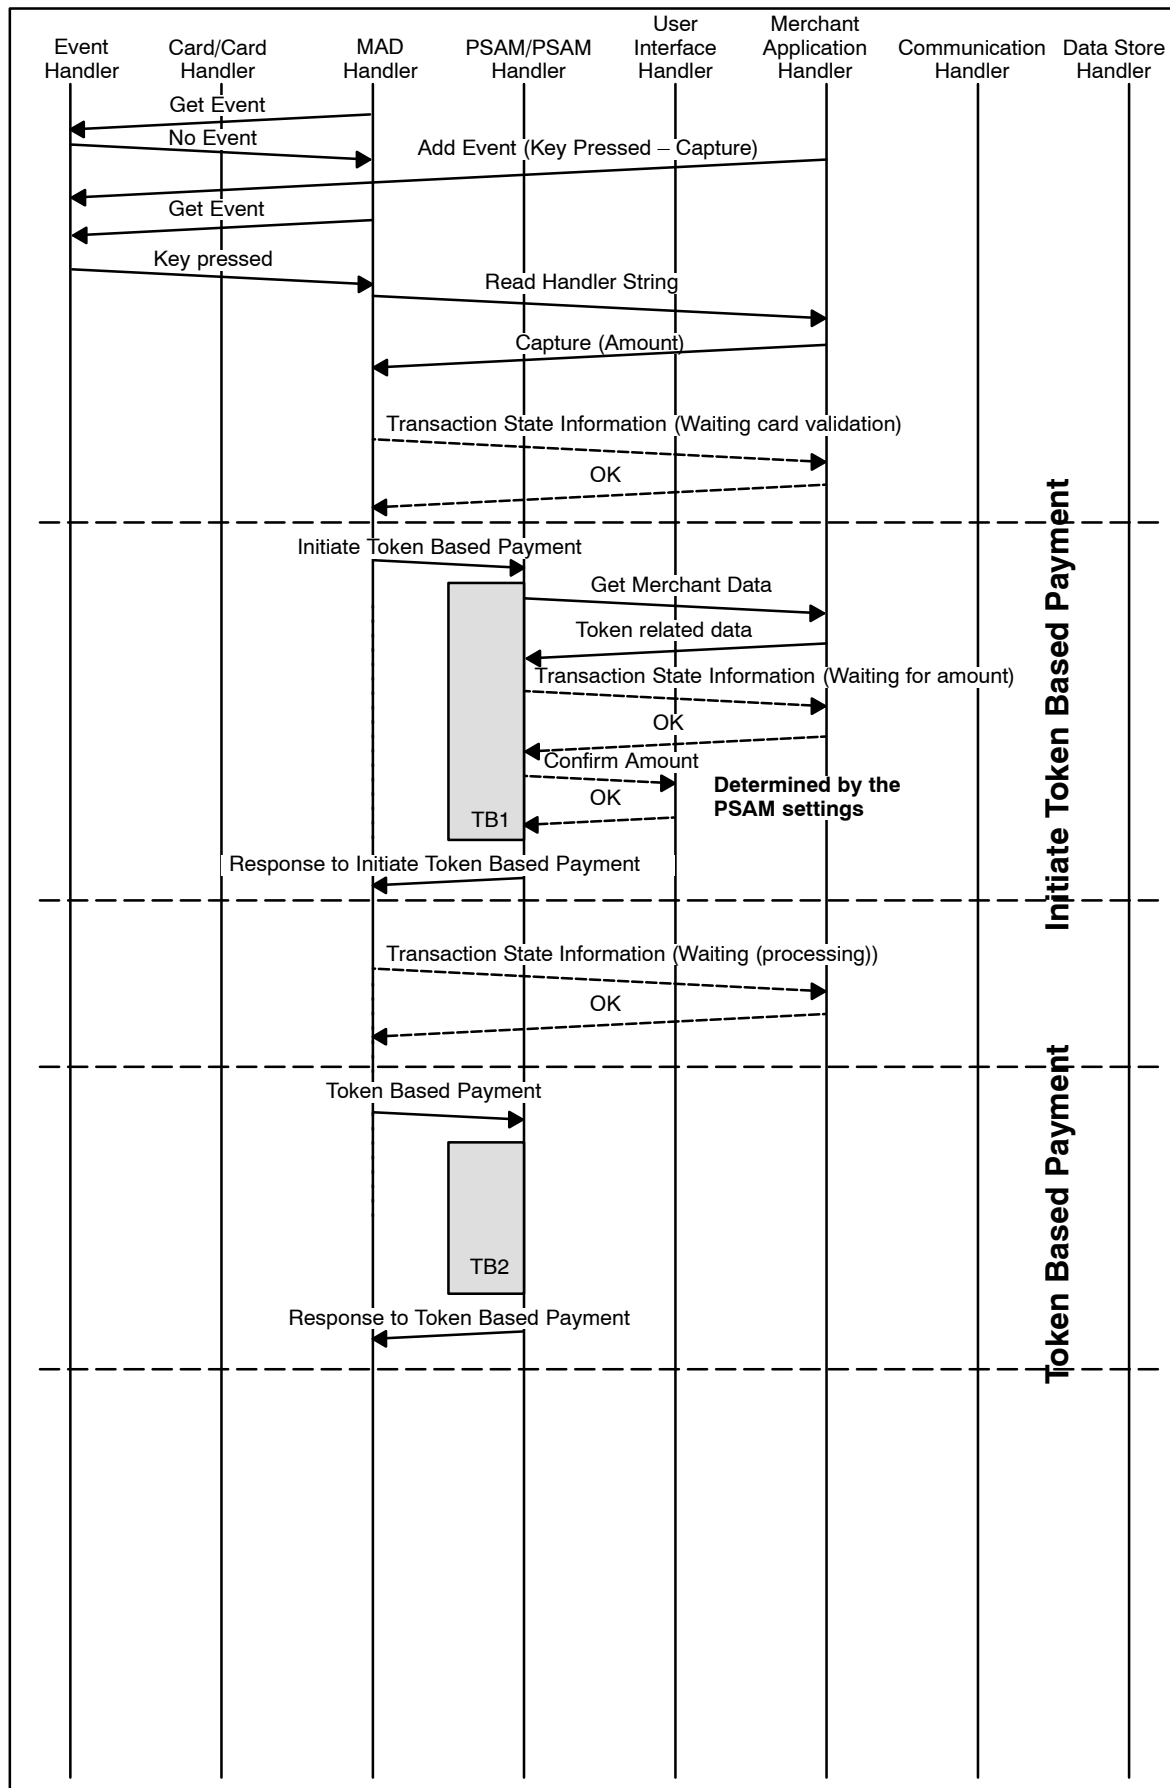 Event
Handler
Card/Card
Handler
MAD
Handler
PSAM/PSAM
Handler
User
Interface
Handler
Merchant
Application
Handler
Communication
Handler
Data Store
Handler
Get Event
No Event
Add Event (Key Pressed – Capture)
Get Event
Key pressed
Read Handler String
Capture (Amount)
Transaction State Information (Waiting card validation)
OK
Initiate Token Based Payment
Get Merchant Data
Token related data
Transaction State Information (Waiting for amount)
OK
Confirm Amount
OK
Determined by the
PSAM settings
TB1
Response to Initiate Token Based Payment
Initiate Token Based Payment
Transaction State Information (Waiting (processing))
OK
Token Based Payment
TB2
Response to Token Based Payment
Token Based Payment